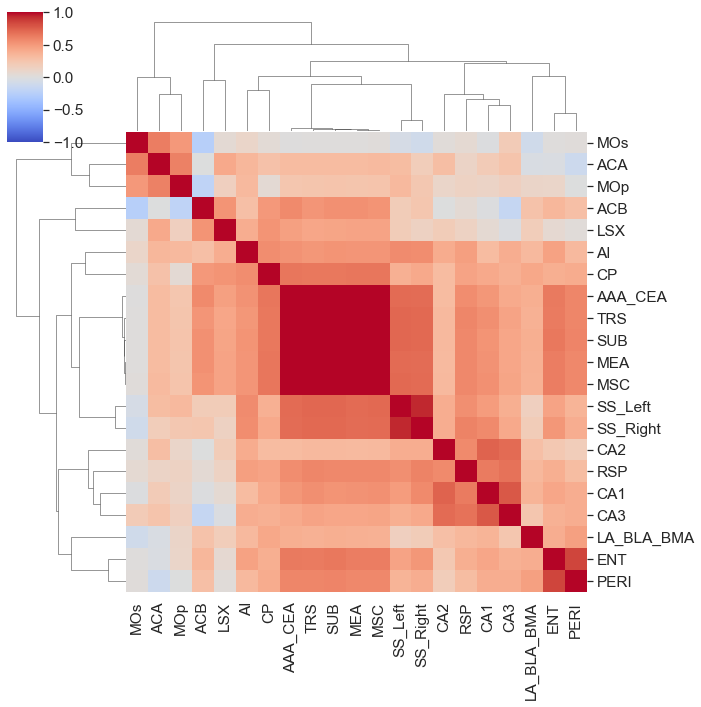 1.0
0.5
0.0
−0.5
−1.0
MOs
ACA
MOp
ACB
LSX
AI
CP
AAA_CEA
TRS
SUB
MEA
MSC
SS_Left
SS_Right
CA2
RSP
CA1
CA3
LA_BLA_BMA
ENT
PERI
MOs
ACA
MOp
ACB
LSX
AI
CP
AAA_CEA
TRS
SUB
MEA
MSC
SS_Left
SS_Right
CA2
RSP
CA1
CA3
LA_BLA_BMA
ENT
PERI